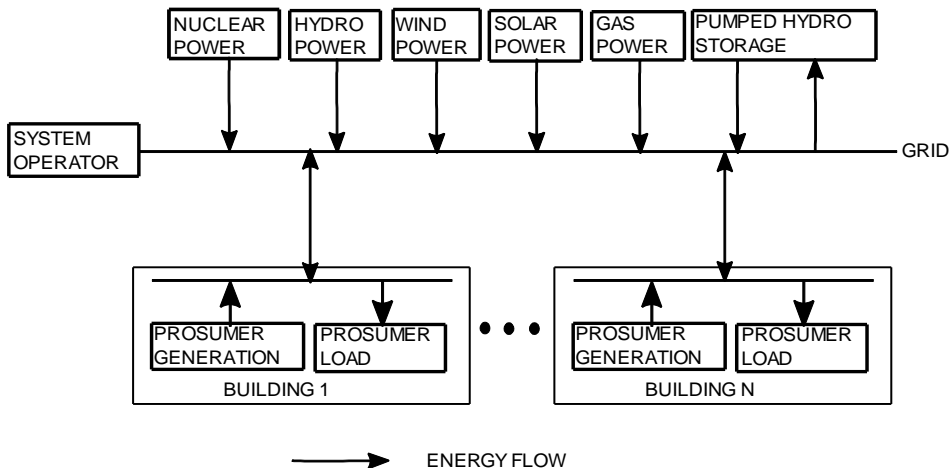 NUCLEAR
POWER
HYDRO
POWER
WIND
POWER
SOLAR
POWER
GAS
POWER
PUMPED HYDRO
STORAGE
SYSTEM
OPERATOR
GRID
PROSUMER
GENERATION
PROSUMER
LOAD
BUILDING 1
PROSUMER
GENERATION
PROSUMER
LOAD
BUILDING N
ENERGY FLOW